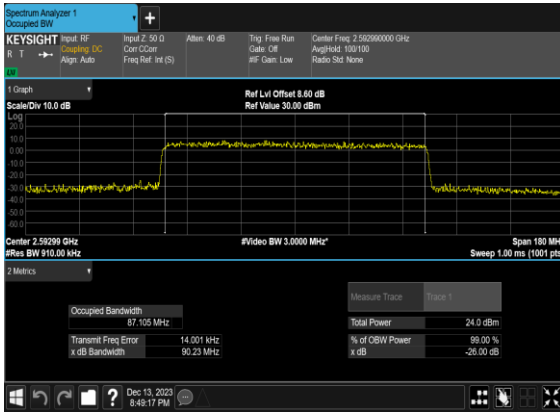 Spectrum Analyzer 1
Occupied BW
+
KEYSIGHT
R T
LXI
Input: RF
Coupling: DC
Align: Auto
Input Z: 50 Ω
Corr CCorr
Freq Ref: Int (S)
Atten: 40 dB
Trig: Free Run
Gate: Off
#IF Gain: Low
Center Freq: 2.592990000 GHz
Avg|Hold: 100/100
Radio Std: None
1 Graph
Scale/Div 10.0 dB
Ref Lvl Offset 8.60 dB
Ref Value 30.00 dBm
Log
20.0
10.0
0.00
-10.0
-20.0
-30.0
-40.0
-50.0
-60.0
Center 2.59299 GHz
#Res BW 910.00 kHz
#Video BW 3.0000 MHz*
Span 180 MH
Sweep 1.00 ms (1001 pts
2 Metrics
Measure Trace
Trace 1
Occupied Bandwidth
87.105 MHz
Total Power
24.0 dBm
Transmit Freq Error
14.001 kHz
% of OBW Power
99.00 %
x dB Bandwidth
90.23 MHz
x dB
-26.00 dB
?
Dec 13, 2023
8:49:17 PM